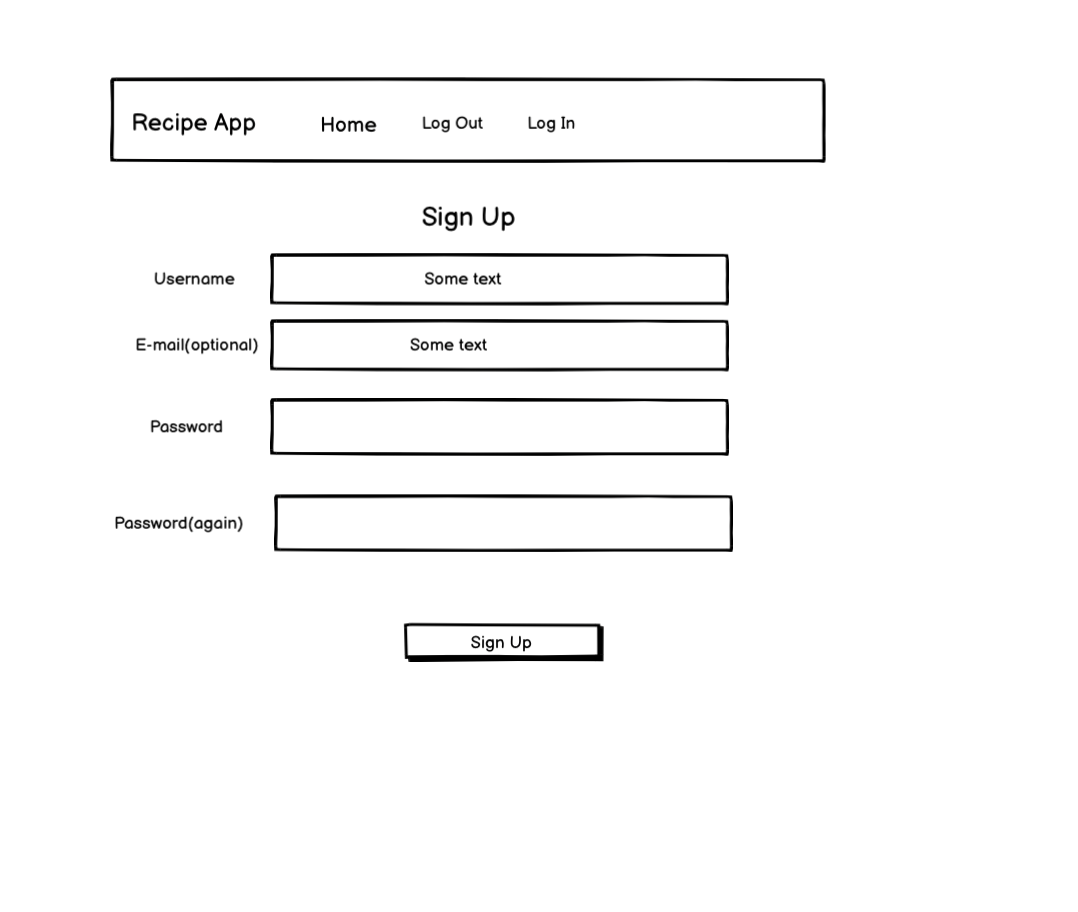 Recipe App Home Log Out Log In
Sign Up
Username Some text
E-mail(optional) Some text
Password
Password(again)
Sign Up